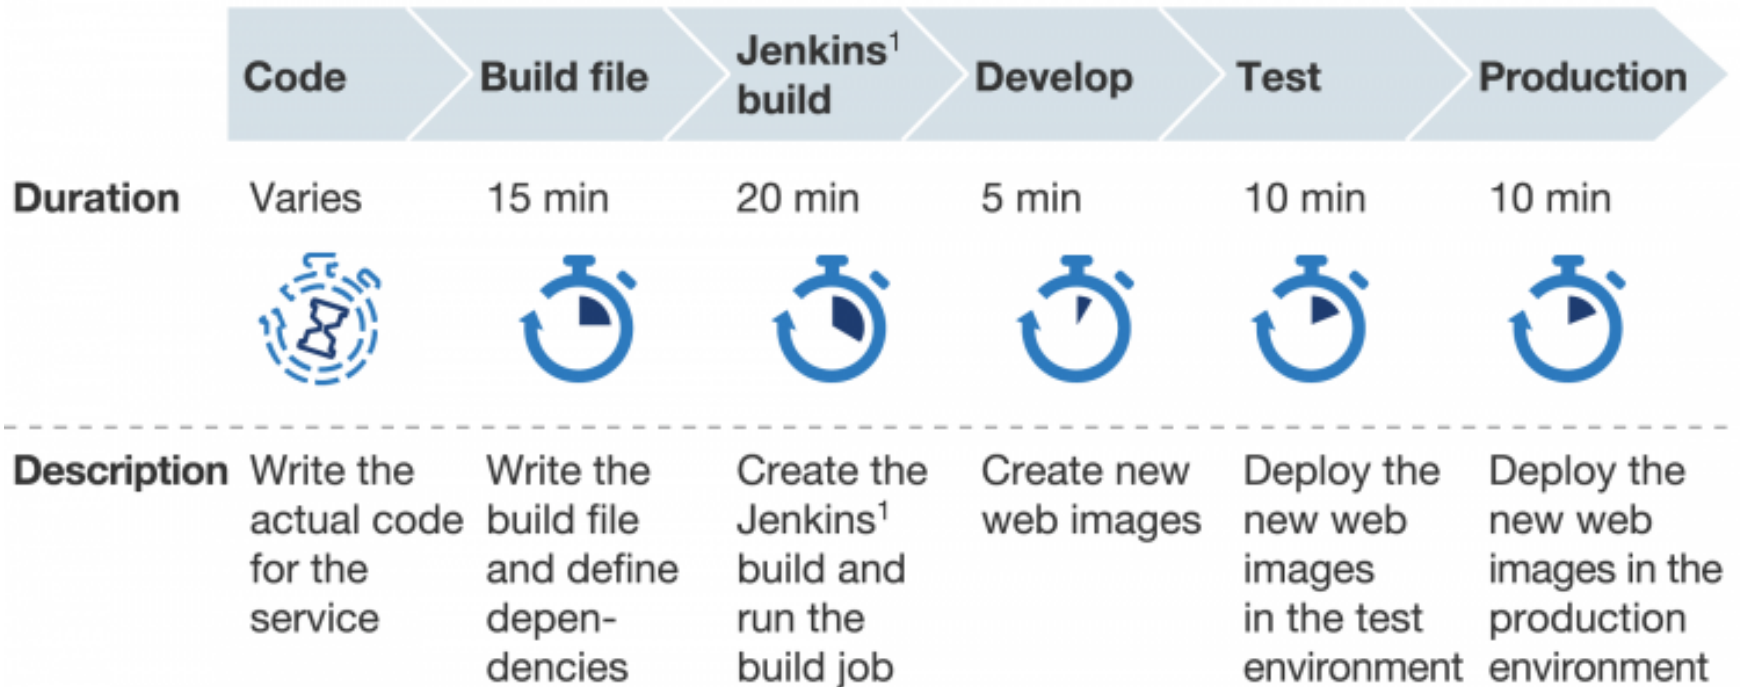 Code
Build file
Jenkins¹
build
Develop
Test
Production
Duration
Varies
15 min
20 min
5 min
10 min
10 min
Description
Write the
actual code
for the
service
Write the
build file
and define
depen-
dencies
Create the
Jenkins¹
build and
run the
build job
Create new
web images
Deploy the
new web
images
in the test
environment
Deploy the
new web
images in the
production
environment